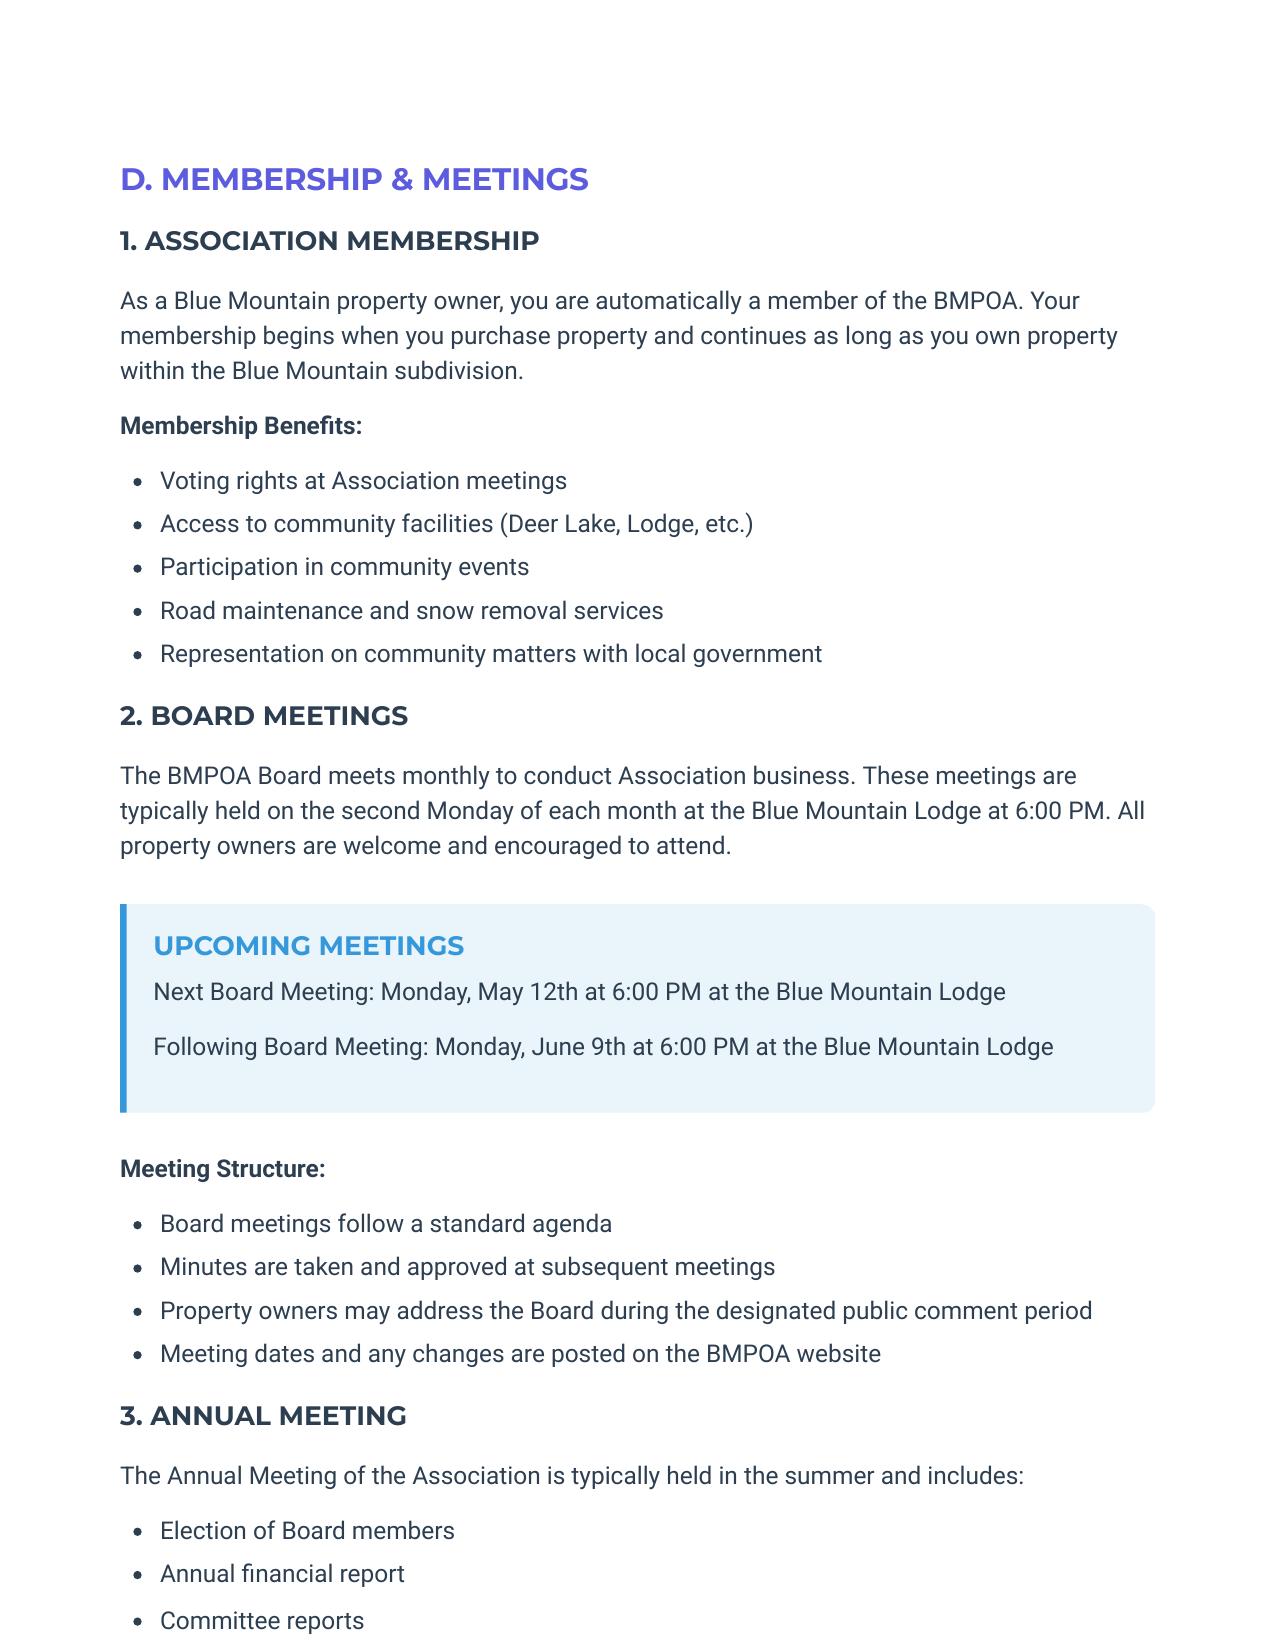 D. MEMBERSHIP & MEETINGS
1. ASSOCIATION MEMBERSHIP
As a Blue Mountain property owner, you are automatically a member of the BMPOA. Your
membership begins when you purchase property and continues as long as you own property
within the Blue Mountain subdivision.
Membership Benefits:
• Voting rights at Association meetings
• Access to community facilities (Deer Lake, Lodge, etc.)
• Participation in community events
• Road maintenance and snow removal services
• Representation on community matters with local government
2. BOARD MEETINGS
The BMPOA Board meets monthly to conduct Association business. These meetings are
typically held on the second Monday of each month at the Blue Mountain Lodge at 6:00 PM. All
property owners are welcome and encouraged to attend.
UPCOMING MEETINGS
Next Board Meeting: Monday, May 12th at 6:00 PM at the Blue Mountain Lodge
Following Board Meeting: Monday, June 9th at 6:00 PM at the Blue Mountain Lodge
Meeting Structure:
• Board meetings follow a standard agenda
• Minutes are taken and approved at subsequent meetings
• Property owners may address the Board during the designated public comment period
• Meeting dates and any changes are posted on the BMPOA website
3. ANNUAL MEETING
The Annual Meeting of the Association is typically held in the summer and includes:
• Election of Board members
• Annual financial report
• Committee reports